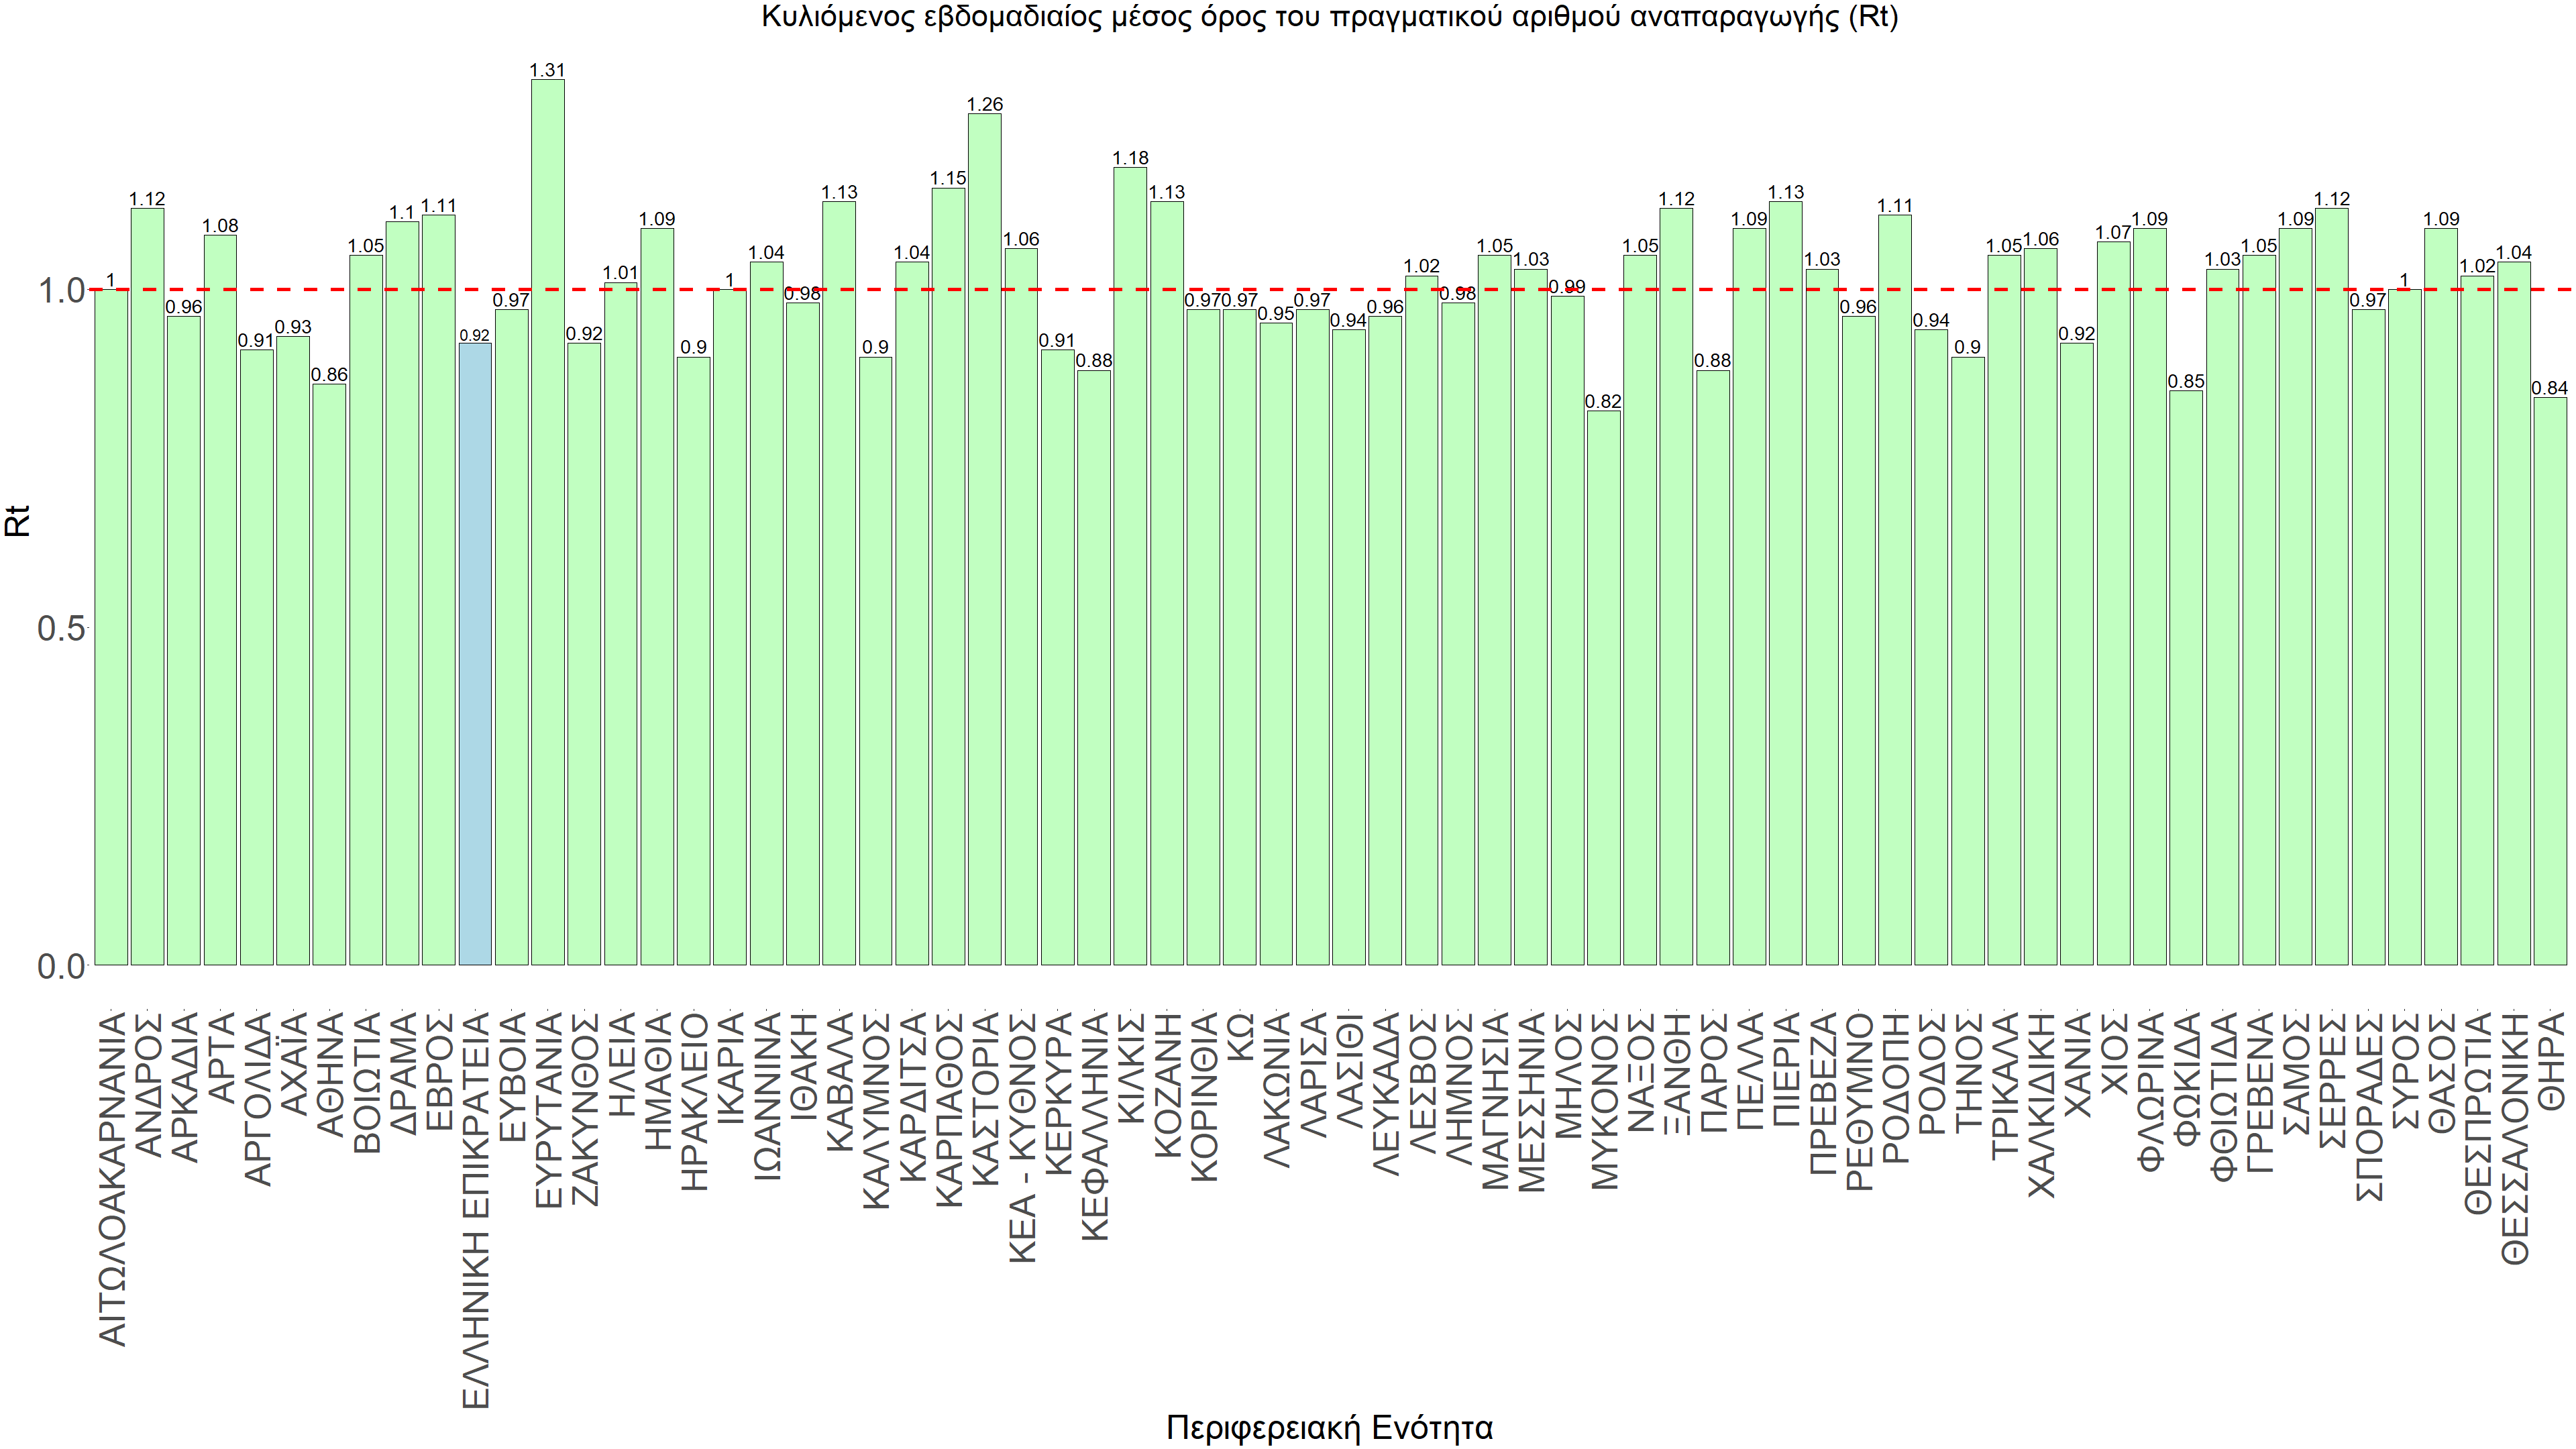 Κυλιόμενος εβδομαδιαίος μέσος όρος του πραγματικού αριθμού αναπαραγωγής (Rt)
Rt
1.0
0.5
0.0
1
1.12
0.96
1.08
0.91
0.93
0.86
1.05
1.1
1.11
0.92
0.97
1.31
0.92
1.01
1.09
0.9
1
1.04
0.98
1.13
0.9
1.04
1.15
1.26
1.06
0.91
0.88
1.18
1.13
0.97
0.97
0.95
0.97
0.94
0.96
1.02
0.98
1.05
1.03
0.99
0.82
1.05
1.12
0.88
1.09
1.13
1.03
0.96
1.11
0.94
0.9
1.05
1.06
0.92
1.07
1.09
0.85
1.03
1.05
1.09
1.12
0.97
1
1.09
1.02
1.04
0.84
ΑΙΤΩΛΟΑΚΑΡΝΑΝΙΑ
ΑΝΔΡΟΣ
ΑΡΚΑΔΙΑ
ΑΡΤΑ
ΑΡΓΟΛΙΔΑ
ΑΧΑΪΑ
ΑΘΗΝΑ
ΒΟΙΩΤΙΑ
ΔΡΑΜΑ
ΕΒΡΟΣ
ΕΛΛΗΝΙΚΗ ΕΠΙΚΡΑΤΕΙΑ
ΕΥΒΟΙΑ
ΕΥΡΥΤΑΝΙΑ
ΖΑΚΥΝΘΟΣ
ΗΛΕΙΑ
ΗΜΑΘΙΑ
ΗΡΑΚΛΕΙΟ
ΙΚΑΡΙΑ
ΙΩΑΝΝΙΝΑ
ΙΘΑΚΗ
ΚΑΒΑΛΑ
ΚΑΛΥΜΝΟΣ
ΚΑΡΔΙΤΣΑ
ΚΑΡΠΑΘΟΣ
ΚΑΣΤΟΡΙΑ
ΚΕΑ - ΚΥΘΝΟΣ
ΚΕΡΚΥΡΑ
ΚΕΦΑΛΛΗΝΙΑ
ΚΙΛΚΙΣ
ΚΟΖΑΝΗ
ΚΟΡΙΝΘΙΑ
ΚΩ
ΛΑΚΩΝΙΑ
ΛΑΡΙΣΑ
ΛΑΣΙΘΙ
ΛΕΥΚΑΔΑ
ΛΕΣΒΟΣ
ΛΗΜΝΟΣ
ΜΑΓΝΗΣΙΑ
ΜΕΣΣΗΝΙΑ
ΜΗΛΟΣ
ΜΥΚΟΝΟΣ
ΝΑΞΟΣ
ΞΑΝΘΗ
ΠΑΡΟΣ
ΠΕΛΛΑ
ΠΙΕΡΙΑ
ΠΡΕΒΕΖΑ
ΡΕΘΥΜΝΟ
ΡΟΔΟΠΗ
ΡΟΔΟΣ
ΤΗΝΟΣ
ΤΡΙΚΑΛΑ
ΧΑΛΚΙΔΙΚΗ
ΧΑΝΙΑ
ΧΙΟΣ
ΦΛΩΡΙΝΑ
ΦΩΚΙΔΑ
ΦΘΙΩΤΙΔΑ
ΓΡΕΒΕΝΑ
ΣΑΜΟΣ
ΣΕΡΡΕΣ
ΣΠΟΡΑΔΕΣ
ΣΥΡΟΣ
ΘΑΣΟΣ
ΘΕΣΠΡΩΤΙΑ
ΘΕΣΣΑΛΟΝΙΚΗ
ΘΗΡΑ
Περιφερειακή Ενότητα